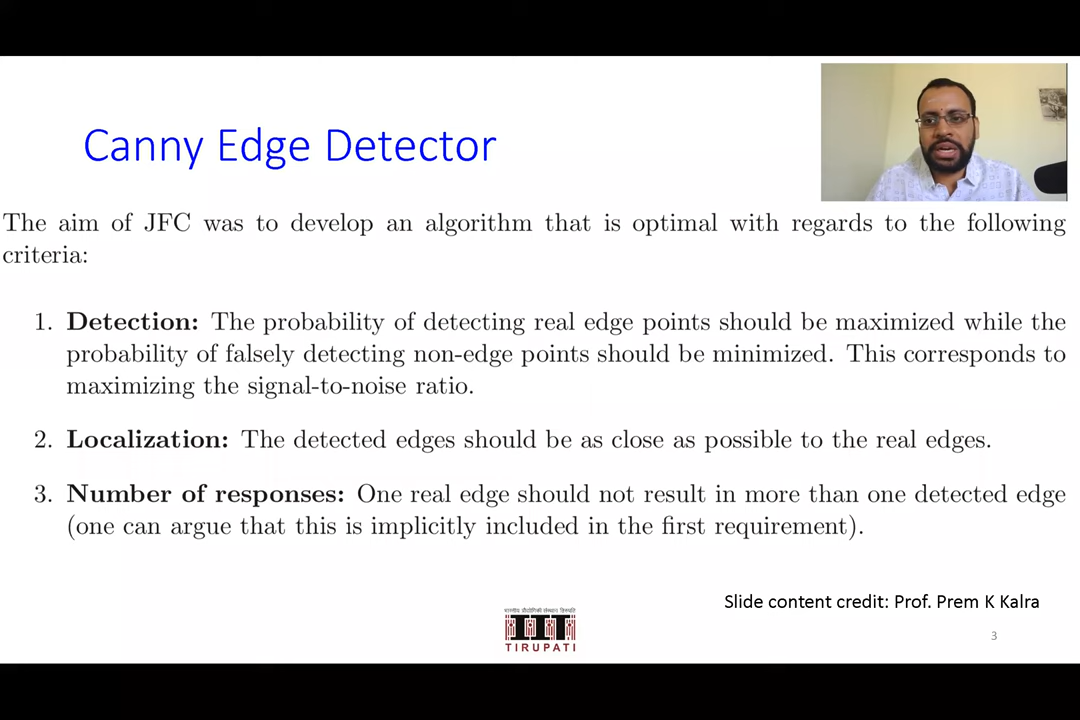 Canny Edge Detector
The aim of JFC was to develop an algorithm that is optimal with regards to the following
criteria:
1. Detection: The probability of detecting real edge points should be maximized while the
probability of falsely detecting non-edge points should be minimized. This corresponds to
maximizing the signal-to-noise ratio.
2. Localization: The detected edges should be as close as possible to the real edges.
3. Number of responses: One real edge should not result in more than one detected edge
(one can argue that this is implicitly included in the first requirement).
Slide content credit: Prof. Prem K Kalra
भारतीय प्रौद्योगिकी संस्थान तिरुपति
TIRUPATI
3